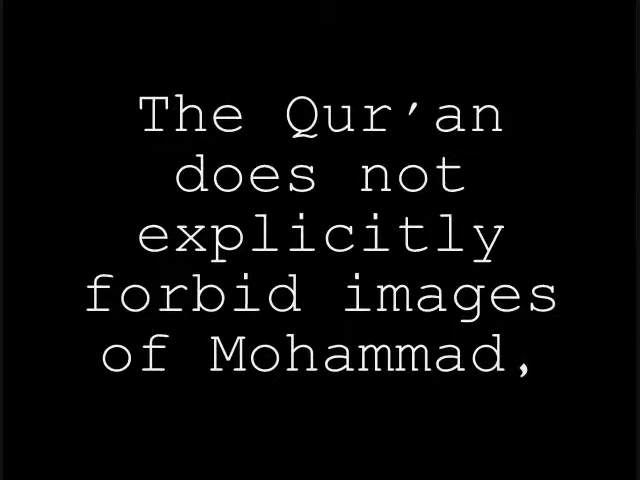 The Qur'an
does not
explicitly
forbid images
of Mohammad,